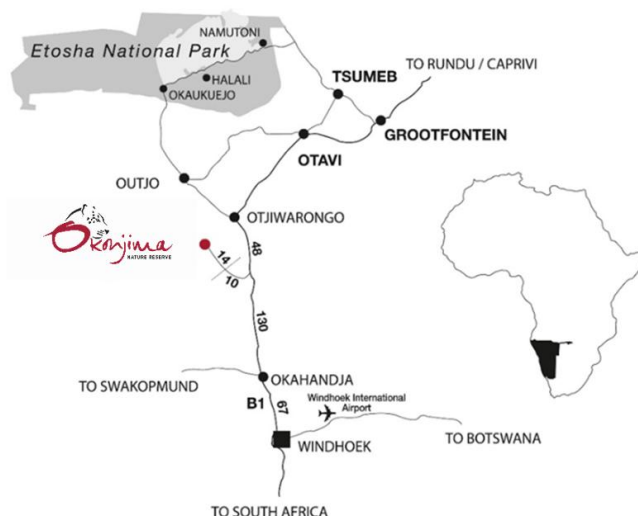 NAMUTONI
Etosha National Park
HALALI
OKAUKUEJO
TO RUNDU / CAPRIVI
TSUMEB
GROOTFONTEIN
OTAVI
OUTJO
OTJIWARONGO
Okonjima
NATURE RESERVE
48
14
10
130
TO SWAKOPMUND
OKAHANDJA
B1
67
Windhoek International
Airport
WINDHOEK
TO BOTSWANA
TO SOUTH AFRICA